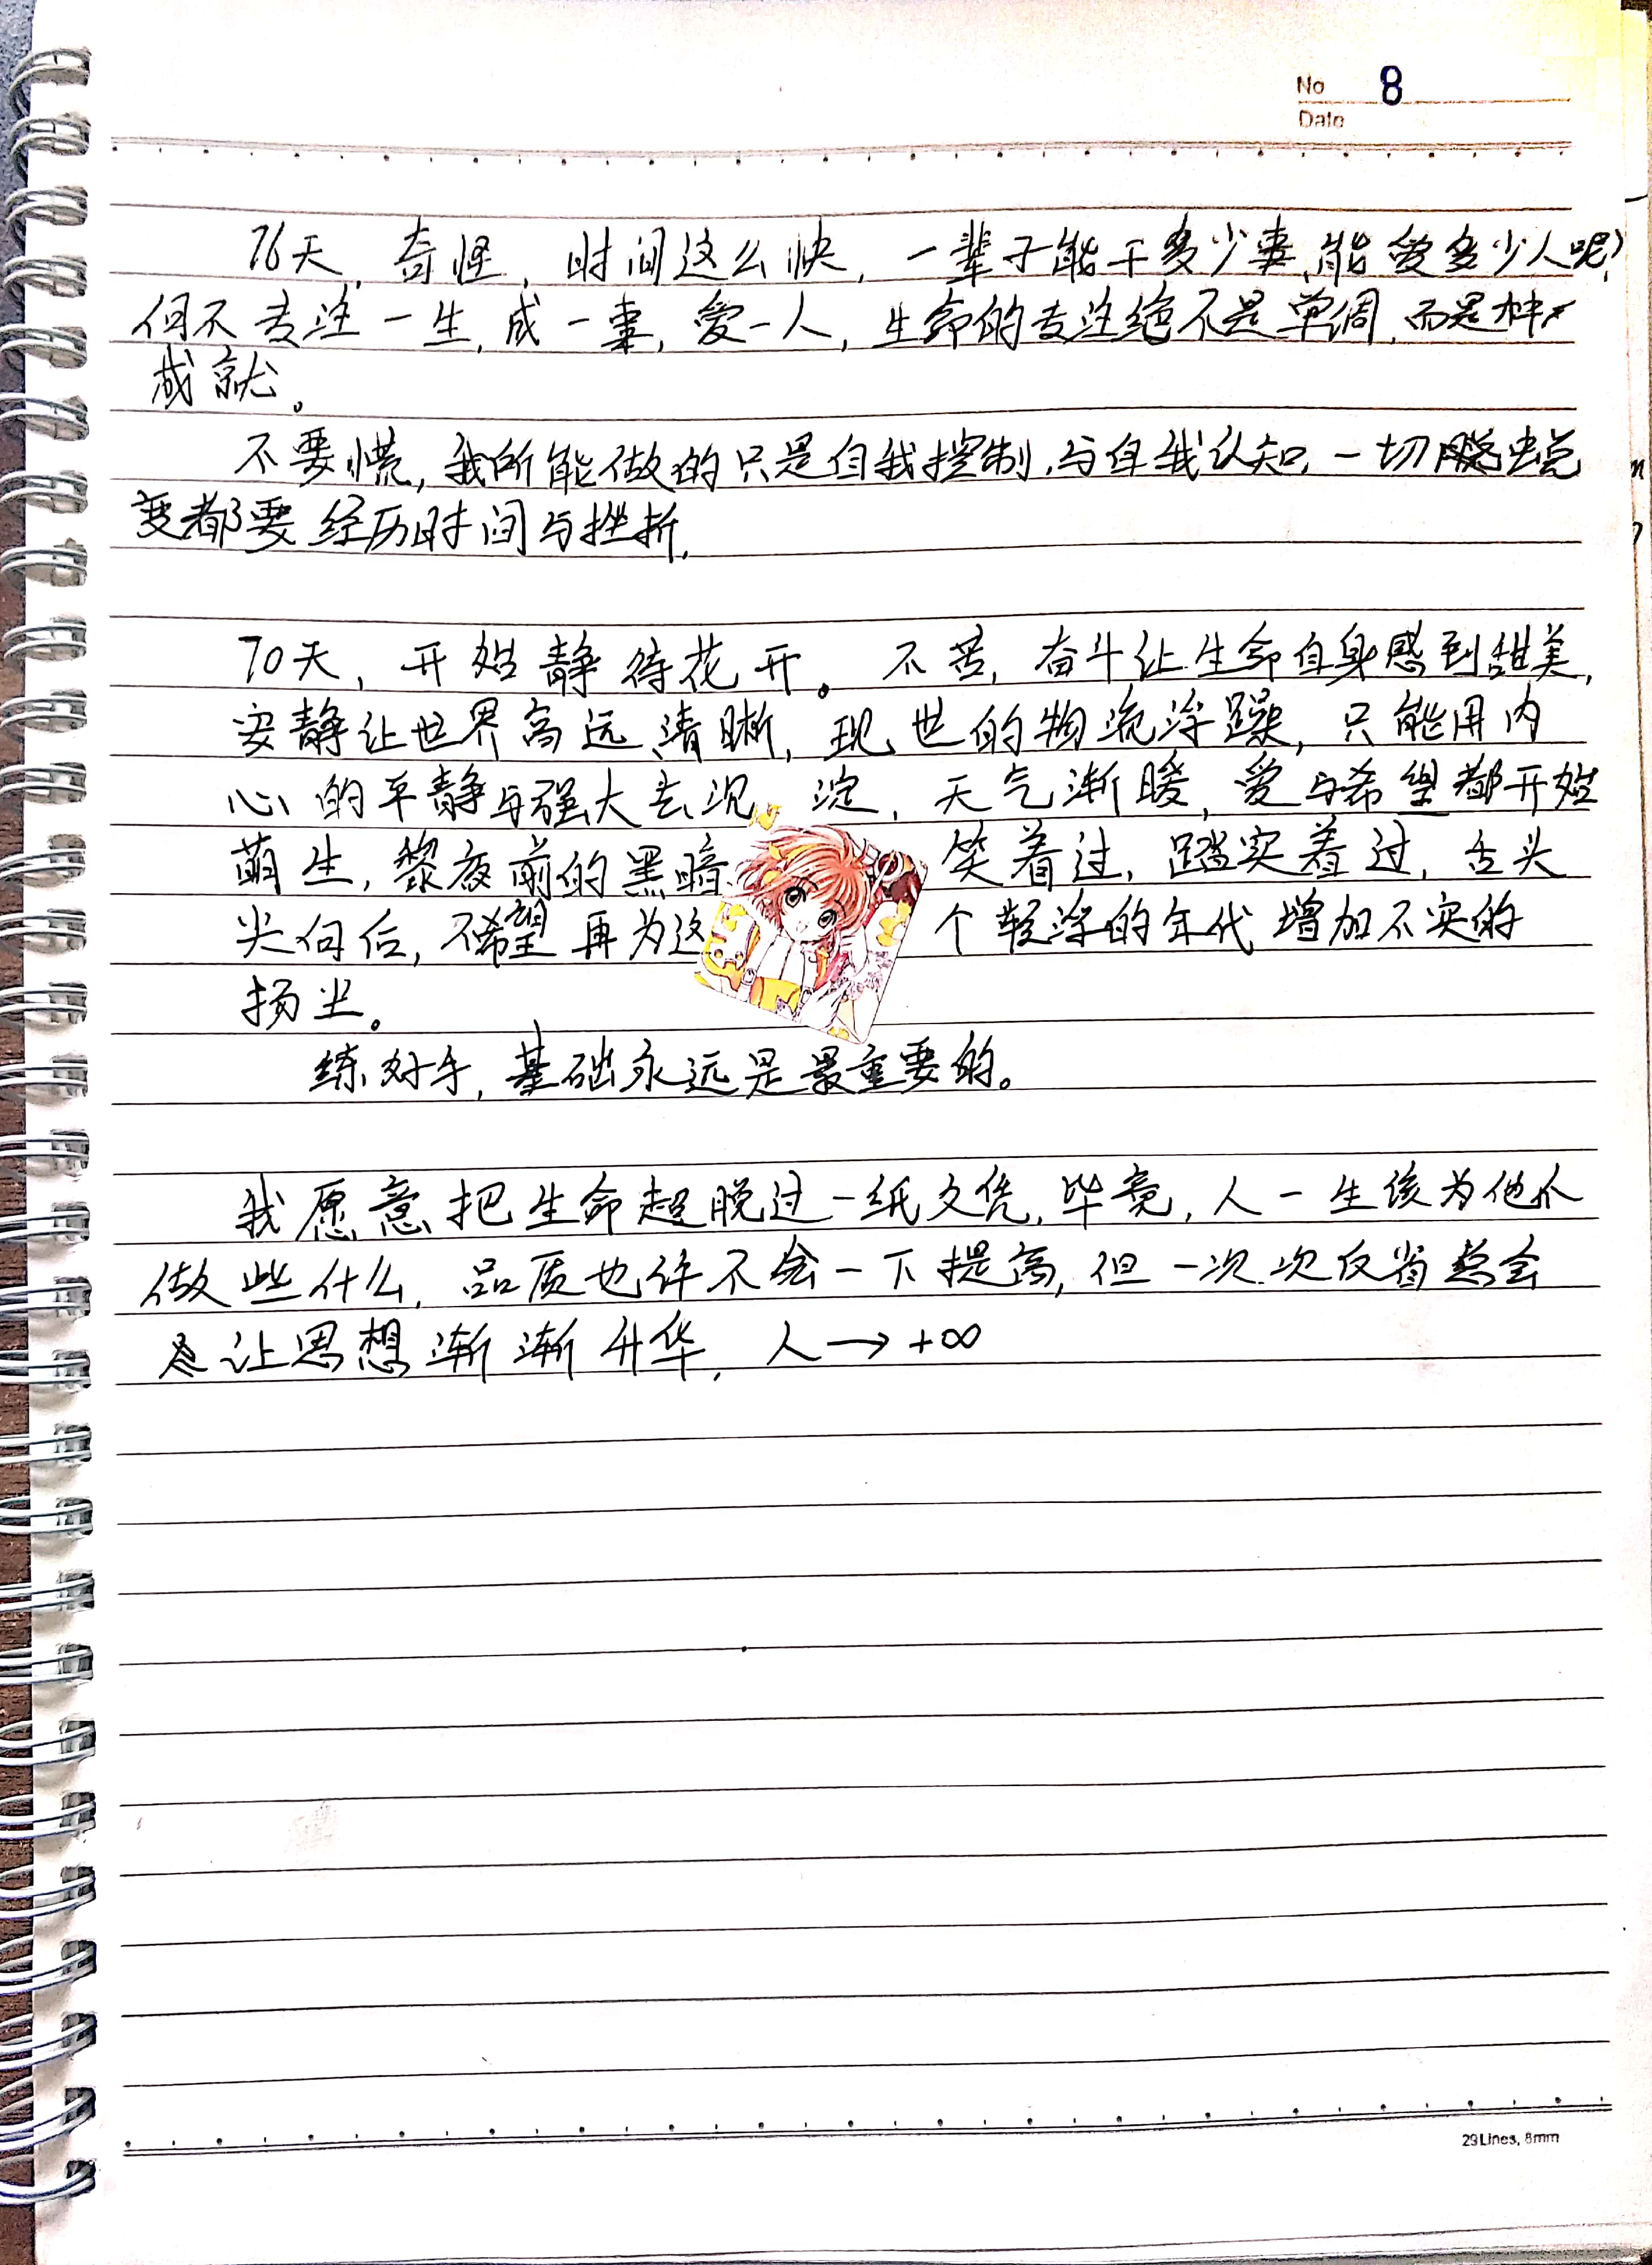 No 8
Date
76天，奇怪，时间这么快，一辈子能干多少事，能爱多少人呢？
何不专注一生，成一事，爱一人，生命的专注绝不是单调，而是种
成就。
不要慌，我所能做的只是自我控制，与自我认知，一切蜕
变都要经历时间与挫折，
70天，开始静待花开。不苦，奋斗让生命自身感到甜美，
安静让世界高远、清晰，现世的物流浮躁，只能用内
心的平静与强大去沉淀，天气渐暖，爱与希望都开始
萌生，黎夜前的黑暗，笑着过，踏实着过，舌头
尖向后，不希望再为这个轻浮的年代增加不实的
扬尘。
练好手，基础永远是最重要的。
我愿意把生命超脱过一纸文凭，毕竟，人一生该为他人
做些什么，品质也许不会一下提高，但一次次反省总会
让思想渐渐升华，人→+∞
29Lines, 8mm